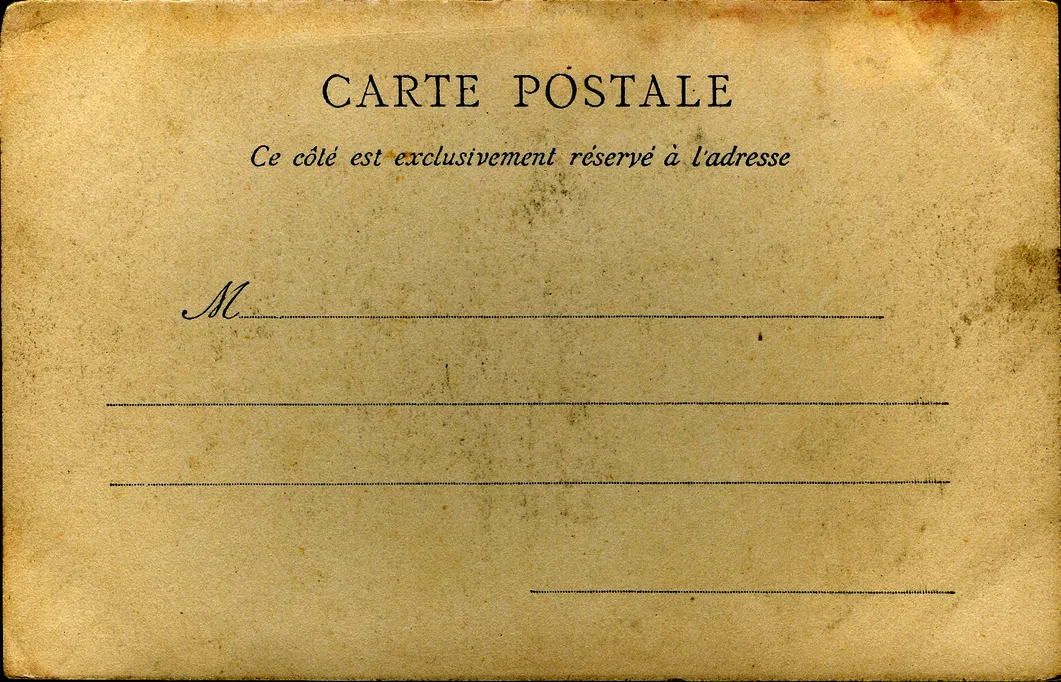 CARTE POSTALE
Ce côté est exclusivement réservé à l'adresse
M